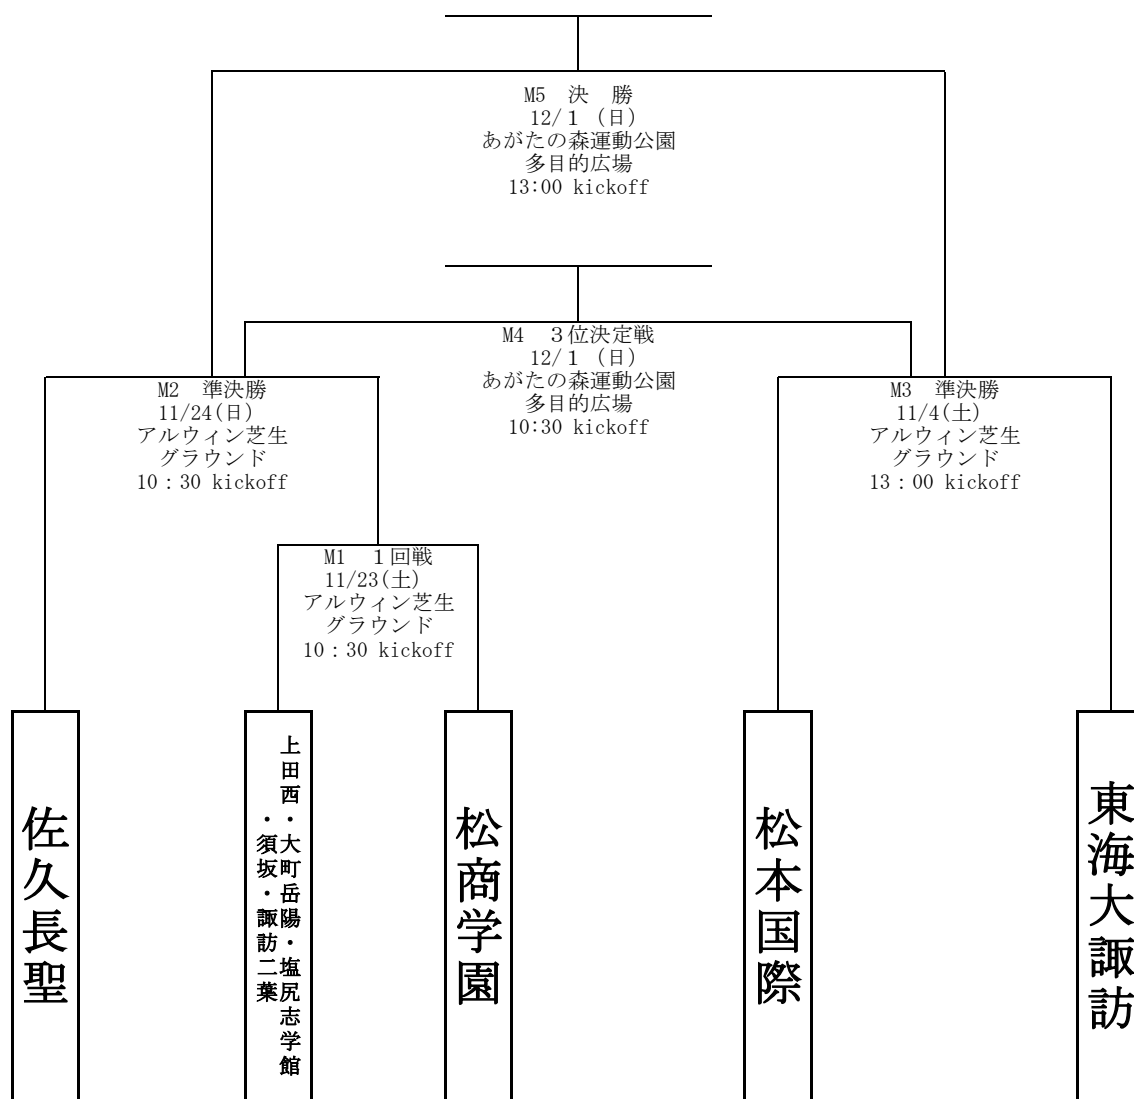 M5　決　勝
12/１（日）
あがたの森運動公園
多目的広場
13:00 kickoff
M4　３位決定戦
12/１（日）
あがたの森運動公園
多目的広場
10:30 kickoff
M2　準決勝
11/24(日)
アルウィン芝生
グラウンド
10：30 kickoff
M3　準決勝
11/4(土)
アルウィン芝生
グラウンド
13：00 kickoff
M1　１回戦
11/23(土)
アルウィン芝生
グラウンド
10：30 kickoff
佐久長聖
上田西・大町岳陽・塩尻志学館
・須坂・諏訪二葉
松商学園
松本国際
東海大諏訪